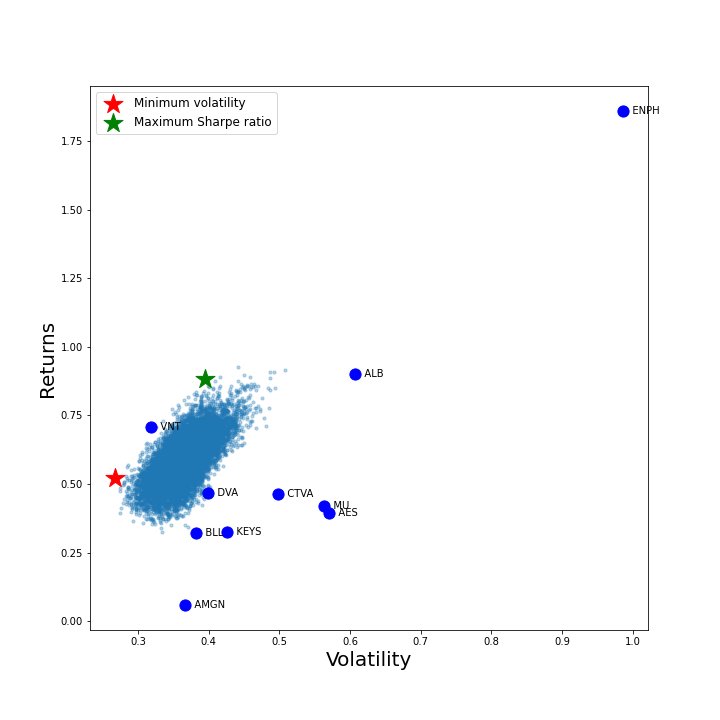 Minimum volatility
Maximum Sharpe ratio
ENPH
1.75
1.50
1.25
1.00
ALB
Returns
0.75
VNT
0.50
DVA
CTVA
MU
AES
BLL
KEYS
0.25
AMGN
0.00
0.3 0.4 0.5 0.6 0.7 0.8 0.9 1.0
Volatility